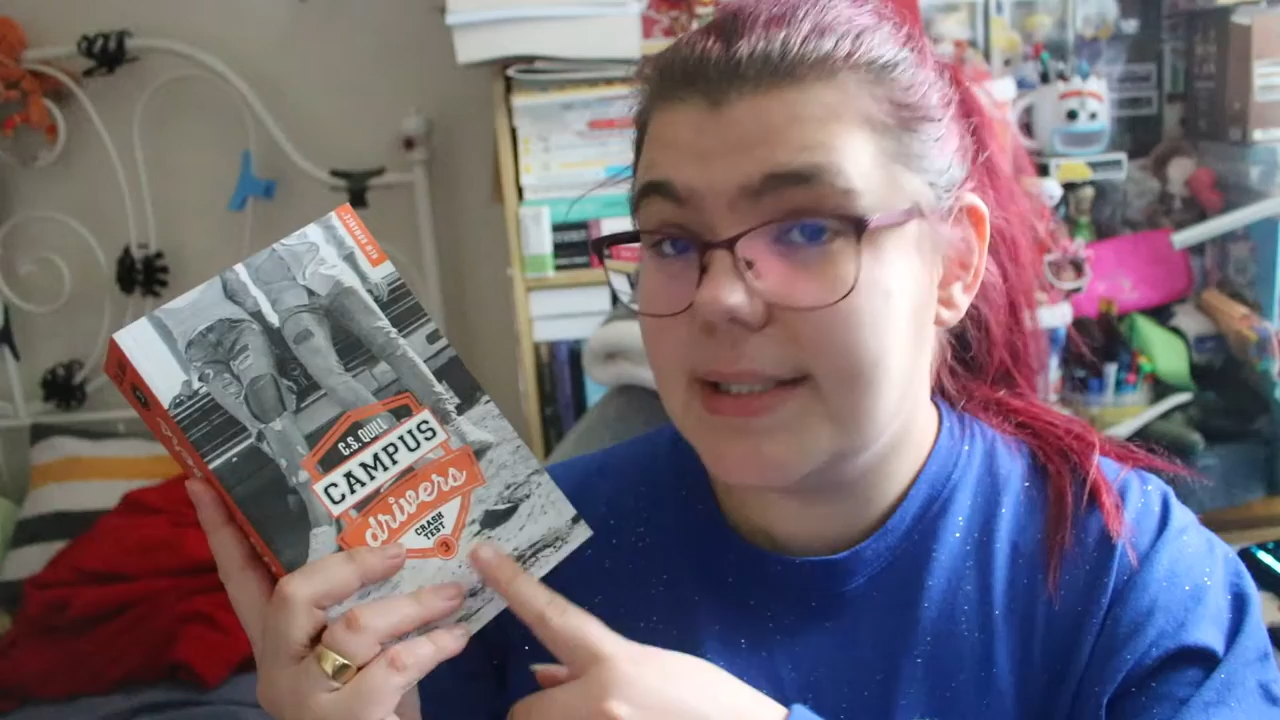 NEW ROMANCE
C.S. QUILL
CAMPUS
drivers
CRASH
TEST
3